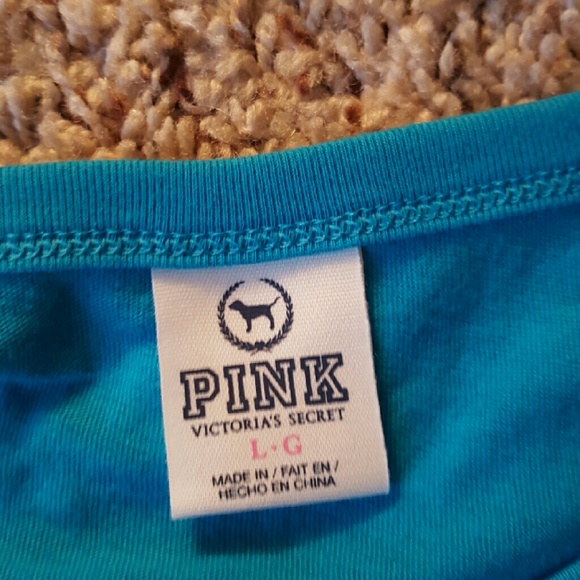 PINK
VICTORIA'S SECRET
L·G
MADE IN / FAIT EN /
HECHO EN CHINA